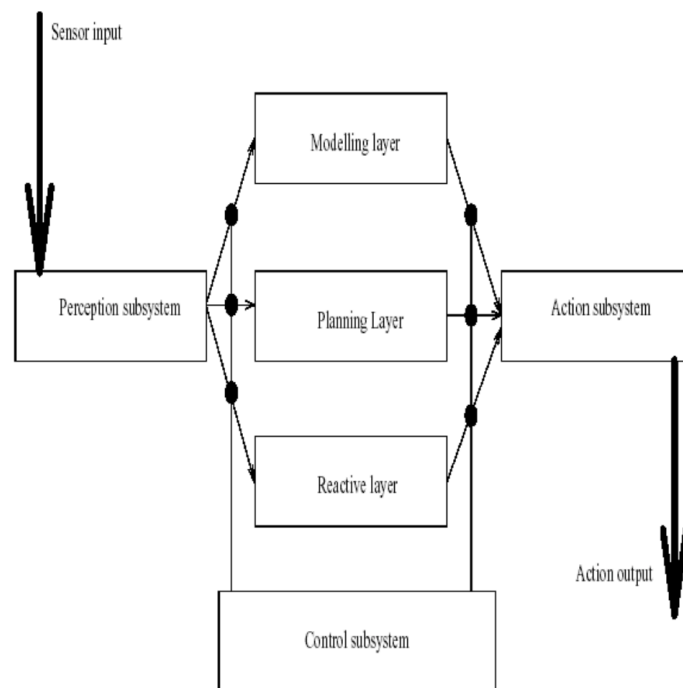 Sensor input
Modelling layer
Perception subsystem
Planning Layer
Action subsystem
Reactive layer
Action output
Control subsystem